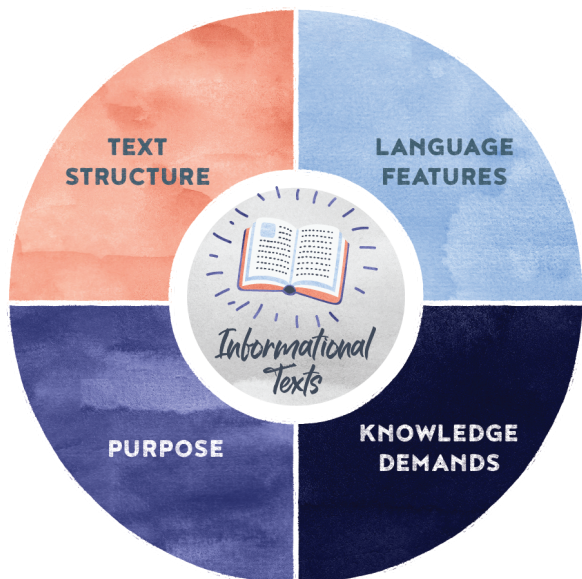 TEXT
STRUCTURE
LANGUAGE
FEATURES
Informational
Texts
PURPOSE
KNOWLEDGE
DEMANDS